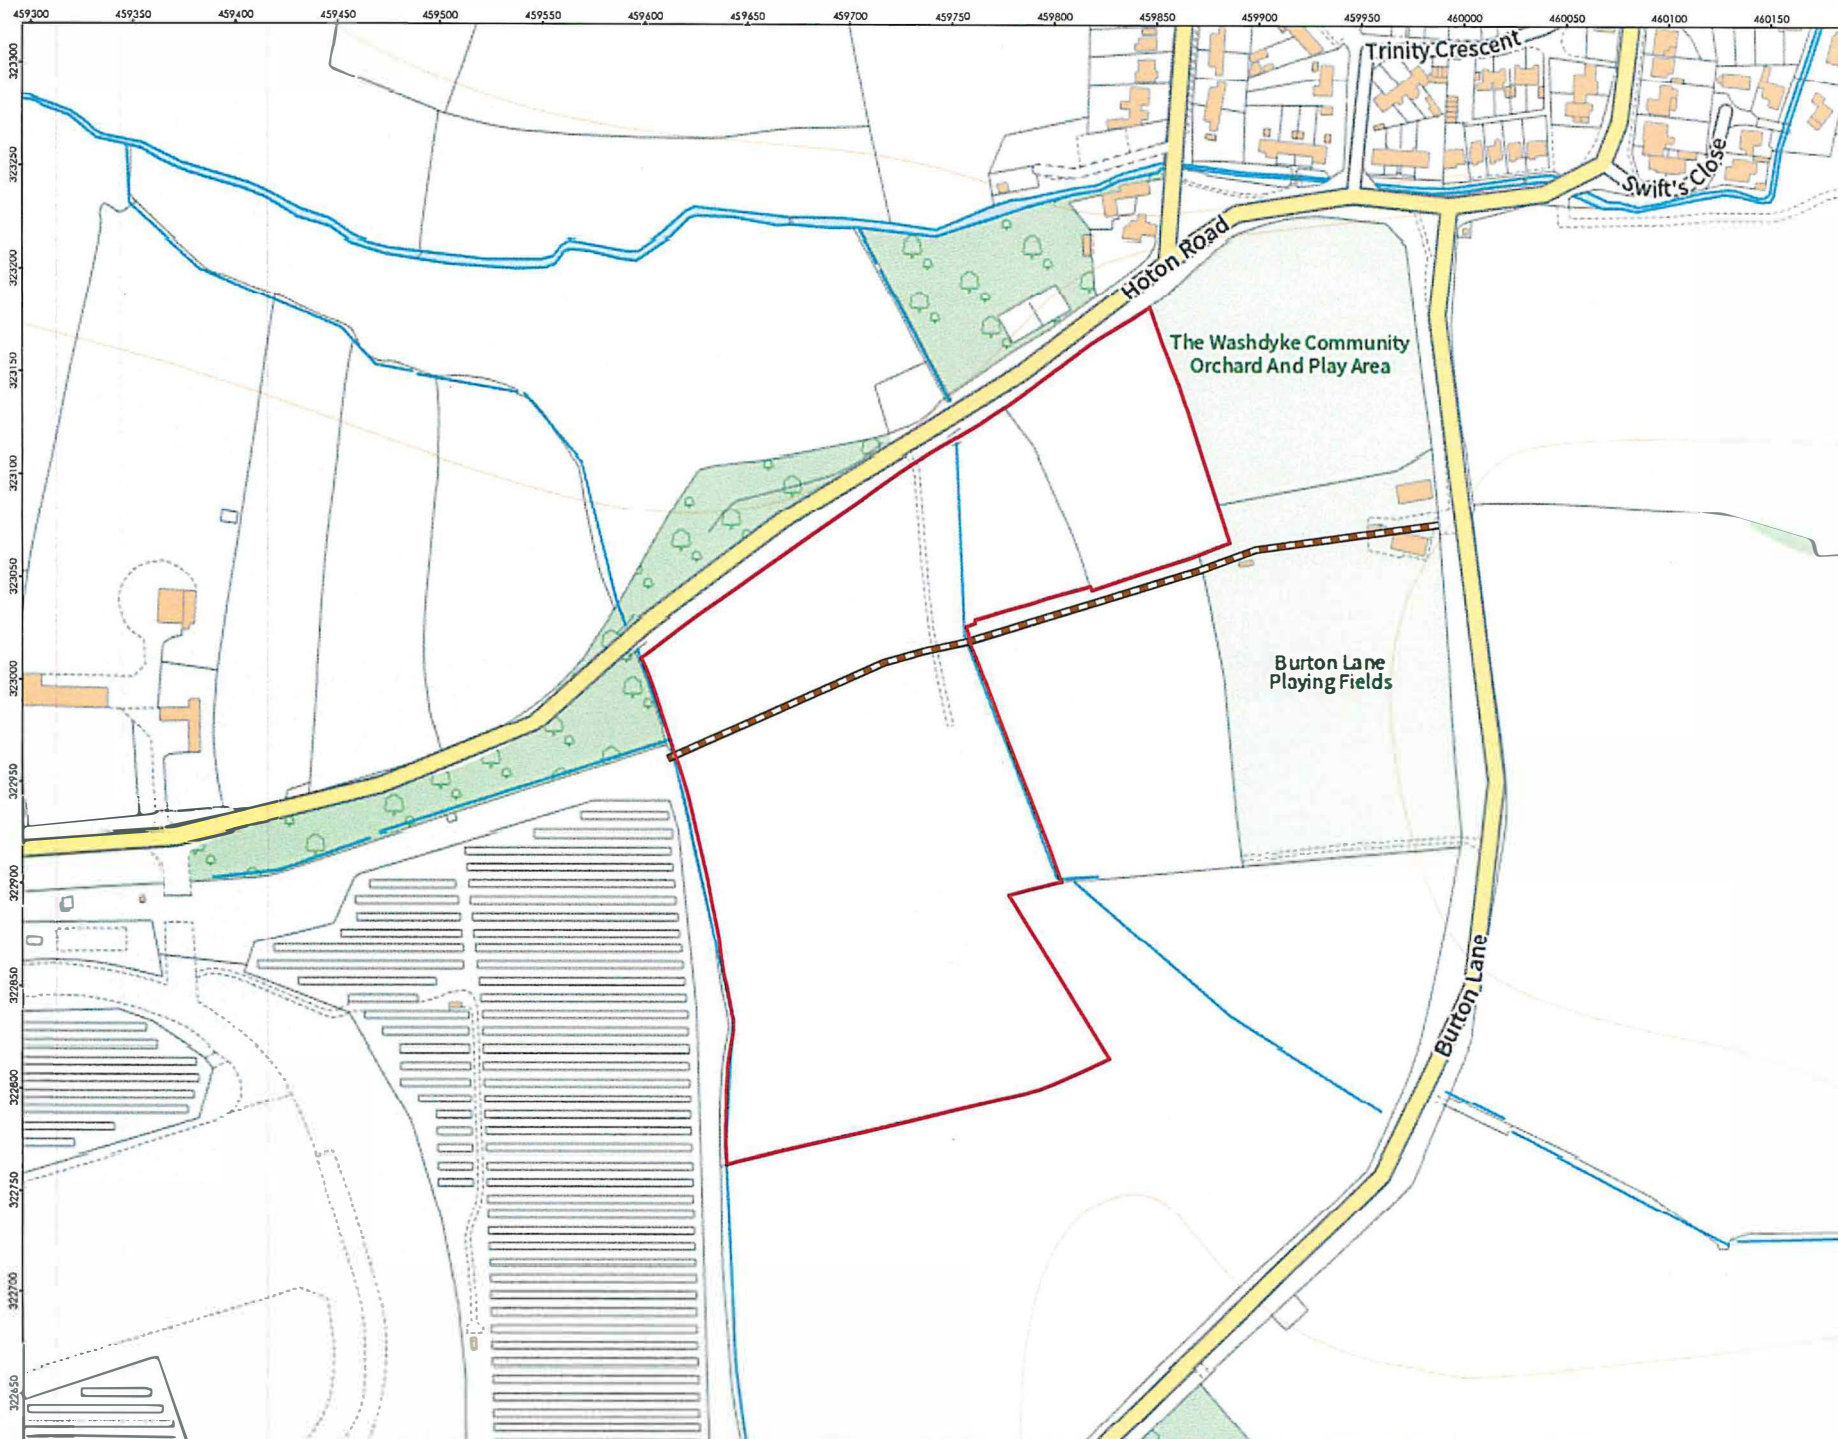 459300 459350 459400 459450 459500 459550 459600 459650 459700 459750 459800 459850 459900 459950 460000 460050 460100 460150
323300
323250
323200
323150
323100
323050
323000
322950
322900
322850
322800
322750
322700
322650
Trinity Crescent
Swift's Close
Hoton Road
The Washdyke Community
Orchard And Play Area
Burton Lane
Playing Fields
Burton Lane